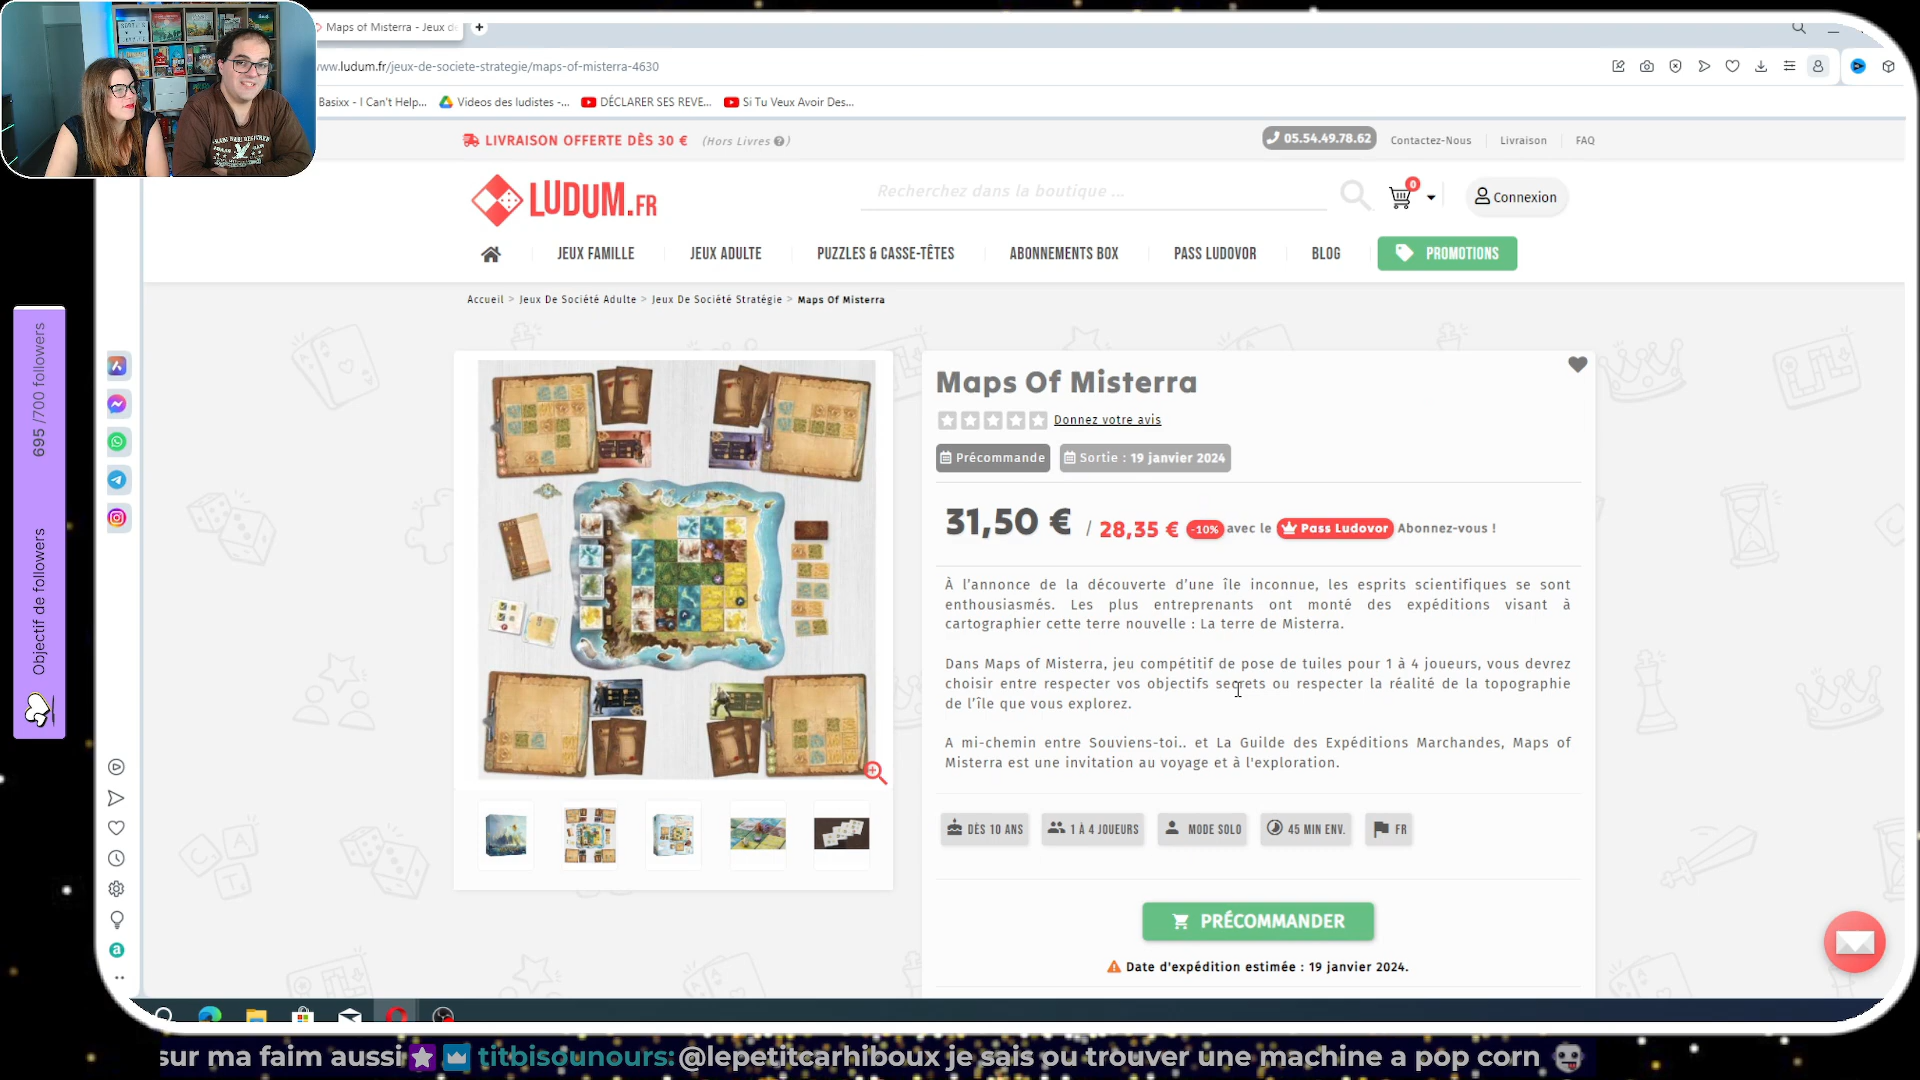 Maps of Misterra - Jeux de
www.ludum.fr/jeux-de-societe-strategie/maps-of-misterra-4630
Basixx - I Can't Help...
Videos des ludistes -...
DÉCLARER SES REVE...
Si Tu Veux Avoir Des...
LIVRAISON OFFERTE DÈS 30 € (Hors Livres ?)
05.54.49.78.62
Contactez-Nous
Livraison
FAQ
LUDUM.FR
Recherchez dans la boutique ...
0
Connexion
JEUX FAMILLE
JEUX ADULTE
PUZZLES & CASSE-TÊTES
ABONNEMENTS BOX
PASS LUDOVOR
BLOG
PROMOTIONS
Accueil > Jeux De Société Adulte > Jeux De Société Stratégie > Maps Of Misterra
Maps Of Misterra
Donnez votre avis
Précommande
Sortie : 19 janvier 2024
31,50 € / 28,35 € -10% avec le Pass Ludovor Abonnez-vous !
À l'annonce de la découverte d'une île inconnue, les esprits scientifiques se sont
enthousiasmés. Les plus entreprenants ont monté des expéditions visant à
cartographier cette terre nouvelle : La terre de Misterra.
Dans Maps of Misterra, jeu compétitif de pose de tuiles pour 1 à 4 joueurs, vous devrez
choisir entre respecter vos objectifs secrets ou respecter la réalité de la topographie
de l'île que vous explorez.
A mi-chemin entre Souviens-toi.. et La Guilde des Expéditions Marchandes, Maps of
Misterra est une invitation au voyage et à l'exploration.
DÈS 10 ANS
1 À 4 JOUEURS
MODE SOLO
45 MIN ENV.
FR
PRÉCOMMANDER
Date d'expédition estimée : 19 janvier 2024.
Objectif de followers
695 /700 followers
sur ma faim aussi titbisounours: @lepetitcarhiboux je sais ou trouver une machine a pop corn